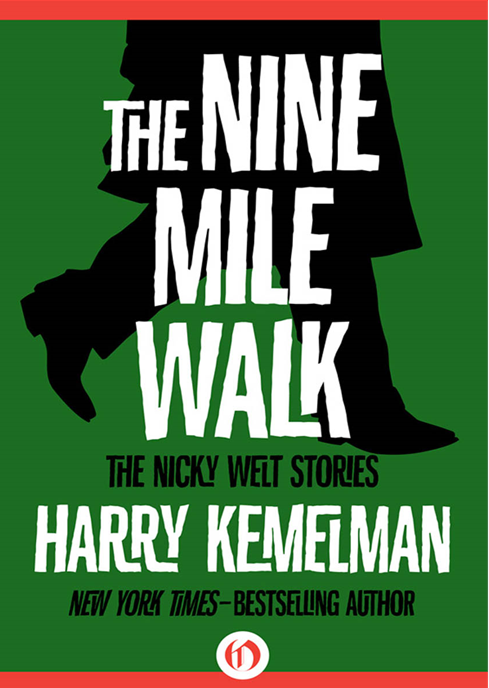 THE NINE
MILE
WALK
THE NICKY WELT STORIES
HARRY KEMELMAN
NEW YORK TIMES–BESTSELLING AUTHOR